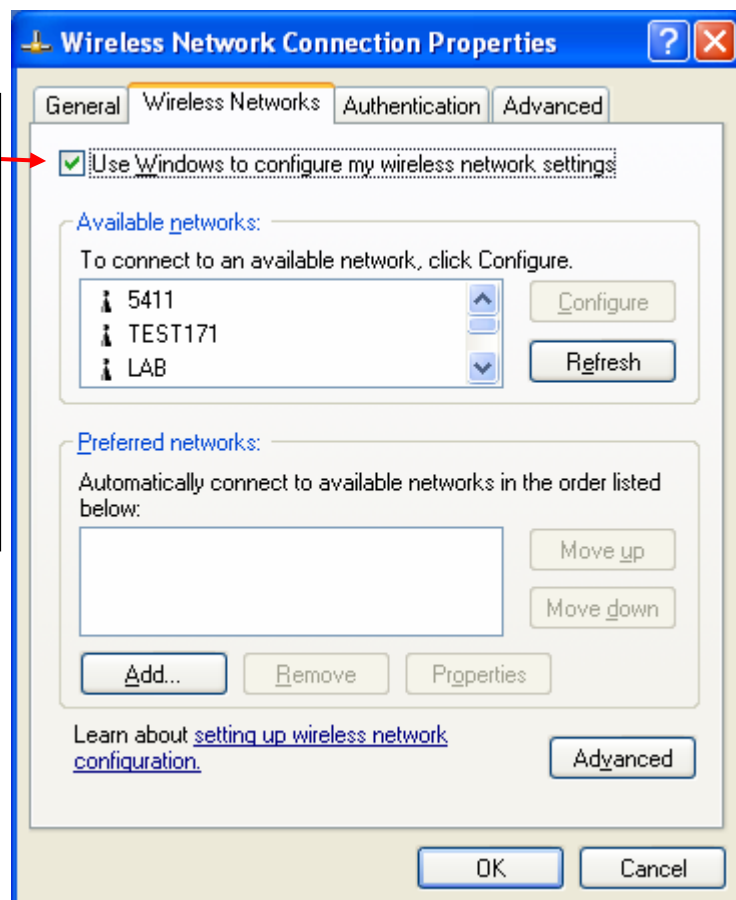 Wireless Network Connection Properties
General Wireless Networks Authentication Advanced
Use Windows to configure my wireless network settings
Available networks:
To connect to an available network, click Configure.
5411
TEST171
LAB
Configure
Refresh
Preferred networks:
Automatically connect to available networks in the order listed
below:
Move up
Move down
Add... Remove Properties
Learn about setting up wireless network
configuration.
Advanced
OK Cancel